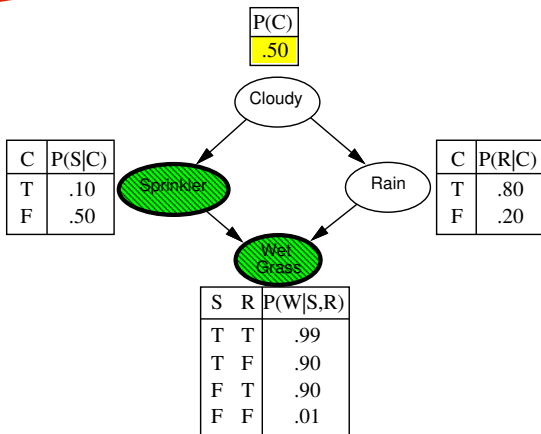 P(C)
.50
Cloudy
C P(S|C)
T .10
F .50
Sprinkler
Rain
C P(R|C)
T .80
F .20
Wet
Grass
S R P(W|S,R)
T T .99
T F .90
F T .90
F F .01